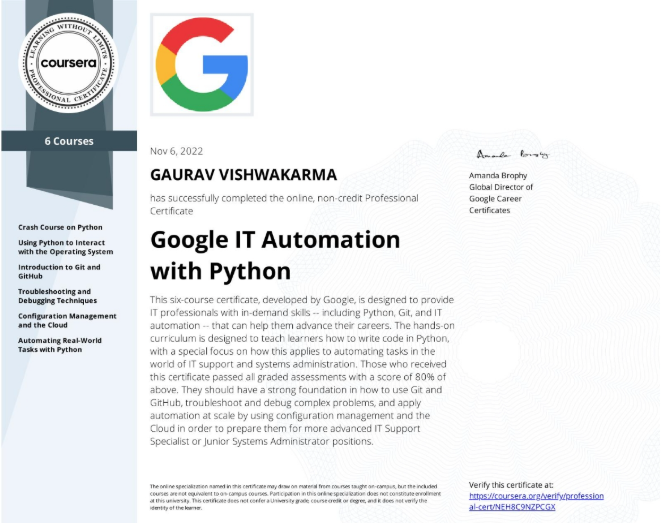 LEARNING WITHOUT LIMITS
coursera
PROFESSIONAL CERTIFICATE
6 Courses
Crash Course on Python
Using Python to Interact
with the Operating System
Introduction to Git and
GitHub
Troubleshooting and
Debugging Techniques
Configuration Management
and the Cloud
Automating Real-World
Tasks with Python
G
Nov 6, 2022
GAURAV VISHWAKARMA
has successfully completed the online, non-credit Professional
Certificate
Google IT Automation
with Python
This six-course certificate, developed by Google, is designed to provide
IT professionals with in-demand skills -- including Python, Git, and IT
automation -- that can help them advance their careers. The hands-on
curriculum is designed to teach learners how to write code in Python,
with a special focus on how this applies to automating tasks in the
world of IT support and systems administration. Those who received
this certificate passed all graded assessments with a score of 80% of
above. They should have a strong foundation in how to use Git and
GitHub, troubleshoot and debug complex problems, and apply
automation at scale by using configuration management and the
Cloud in order to prepare them for more advanced IT Support
Specialist or Junior Systems Administrator positions.
The online specialization named in this certificate may draw on material from courses taught on-campus, but the included
courses are not equivalent to on-campus courses. Participation in this online specialization does not constitute enrollment
at this university. This certificate does not confer a University grade, course credit or degree, and it does not verify the
identity of the learner.
Amanda Brophy
Amanda Brophy
Global Director of
Google Career
Certificates
Verify this certificate at:
https://coursera.org/verify/profession
al-cert/NEH8C9NZPCGX